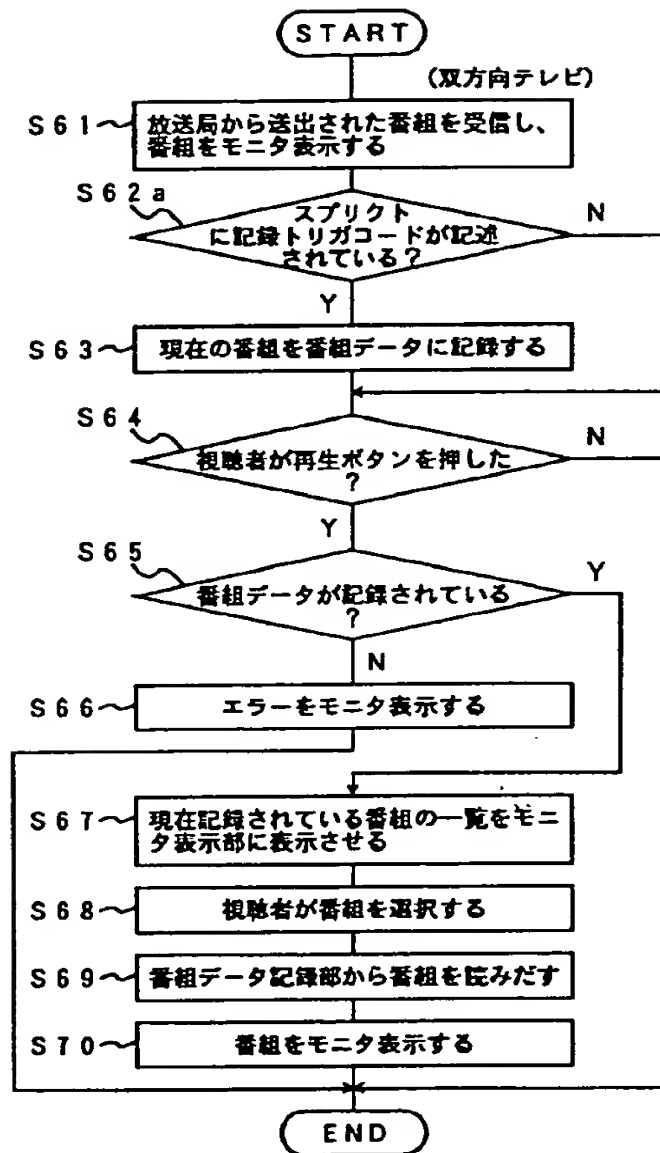 START
(双方向テレビ)
S61
放送局から送出された番組を受信し、
番組をモニタ表示する
S62a
スプリクト
に記録トリガコードが記述
されている?
N
Y
S63
現在の番組を番組データに記録する
S64
視聴者が再生ボタンを押した
?
N
Y
S65
番組データが記録されている
?
Y
N
S66
エラーをモニタ表示する
S67
現在記録されている番組の一覧をモニ
タ表示部に表示させる
S68
視聴者が番組を選択する
S69
番組データ記録部から番組を読みだす
S70
番組をモニタ表示する
END